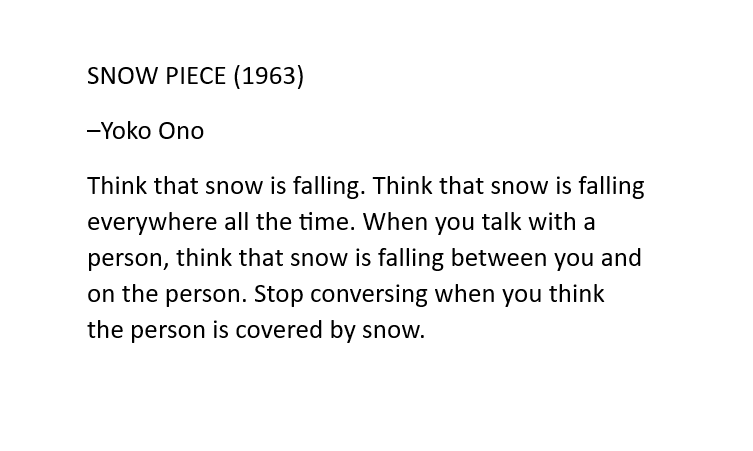 SNOW PIECE (1963)
–Yoko Ono
Think that snow is falling. Think that snow is falling
everywhere all the time. When you talk with a
person, think that snow is falling between you and
on the person. Stop conversing when you think
the person is covered by snow.